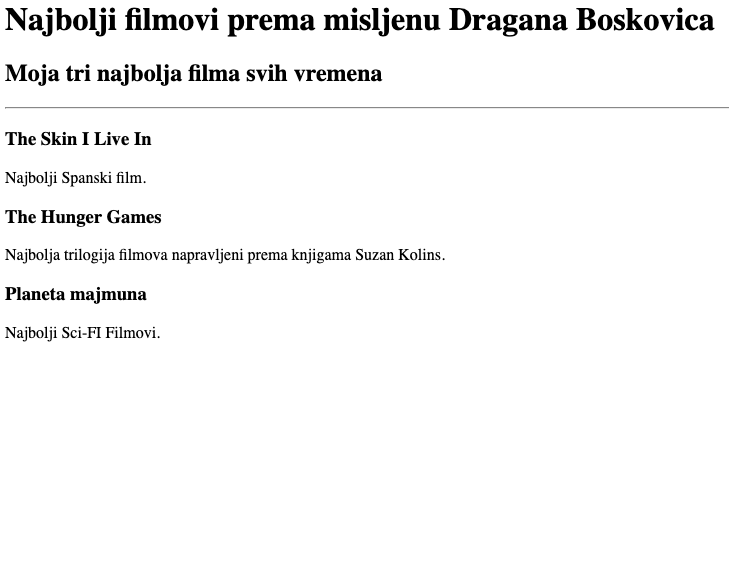 Najbolji filmovi prema misljenu Dragana Boskovica
Moja tri najbolja filma svih vremena
The Skin I Live In
Najbolji Spanski film.
The Hunger Games
Najbolja trilogija filmova napravljeni prema knjigama Suzan Kolins.
Planeta majmuna
Najbolji Sci-FI Filmovi.